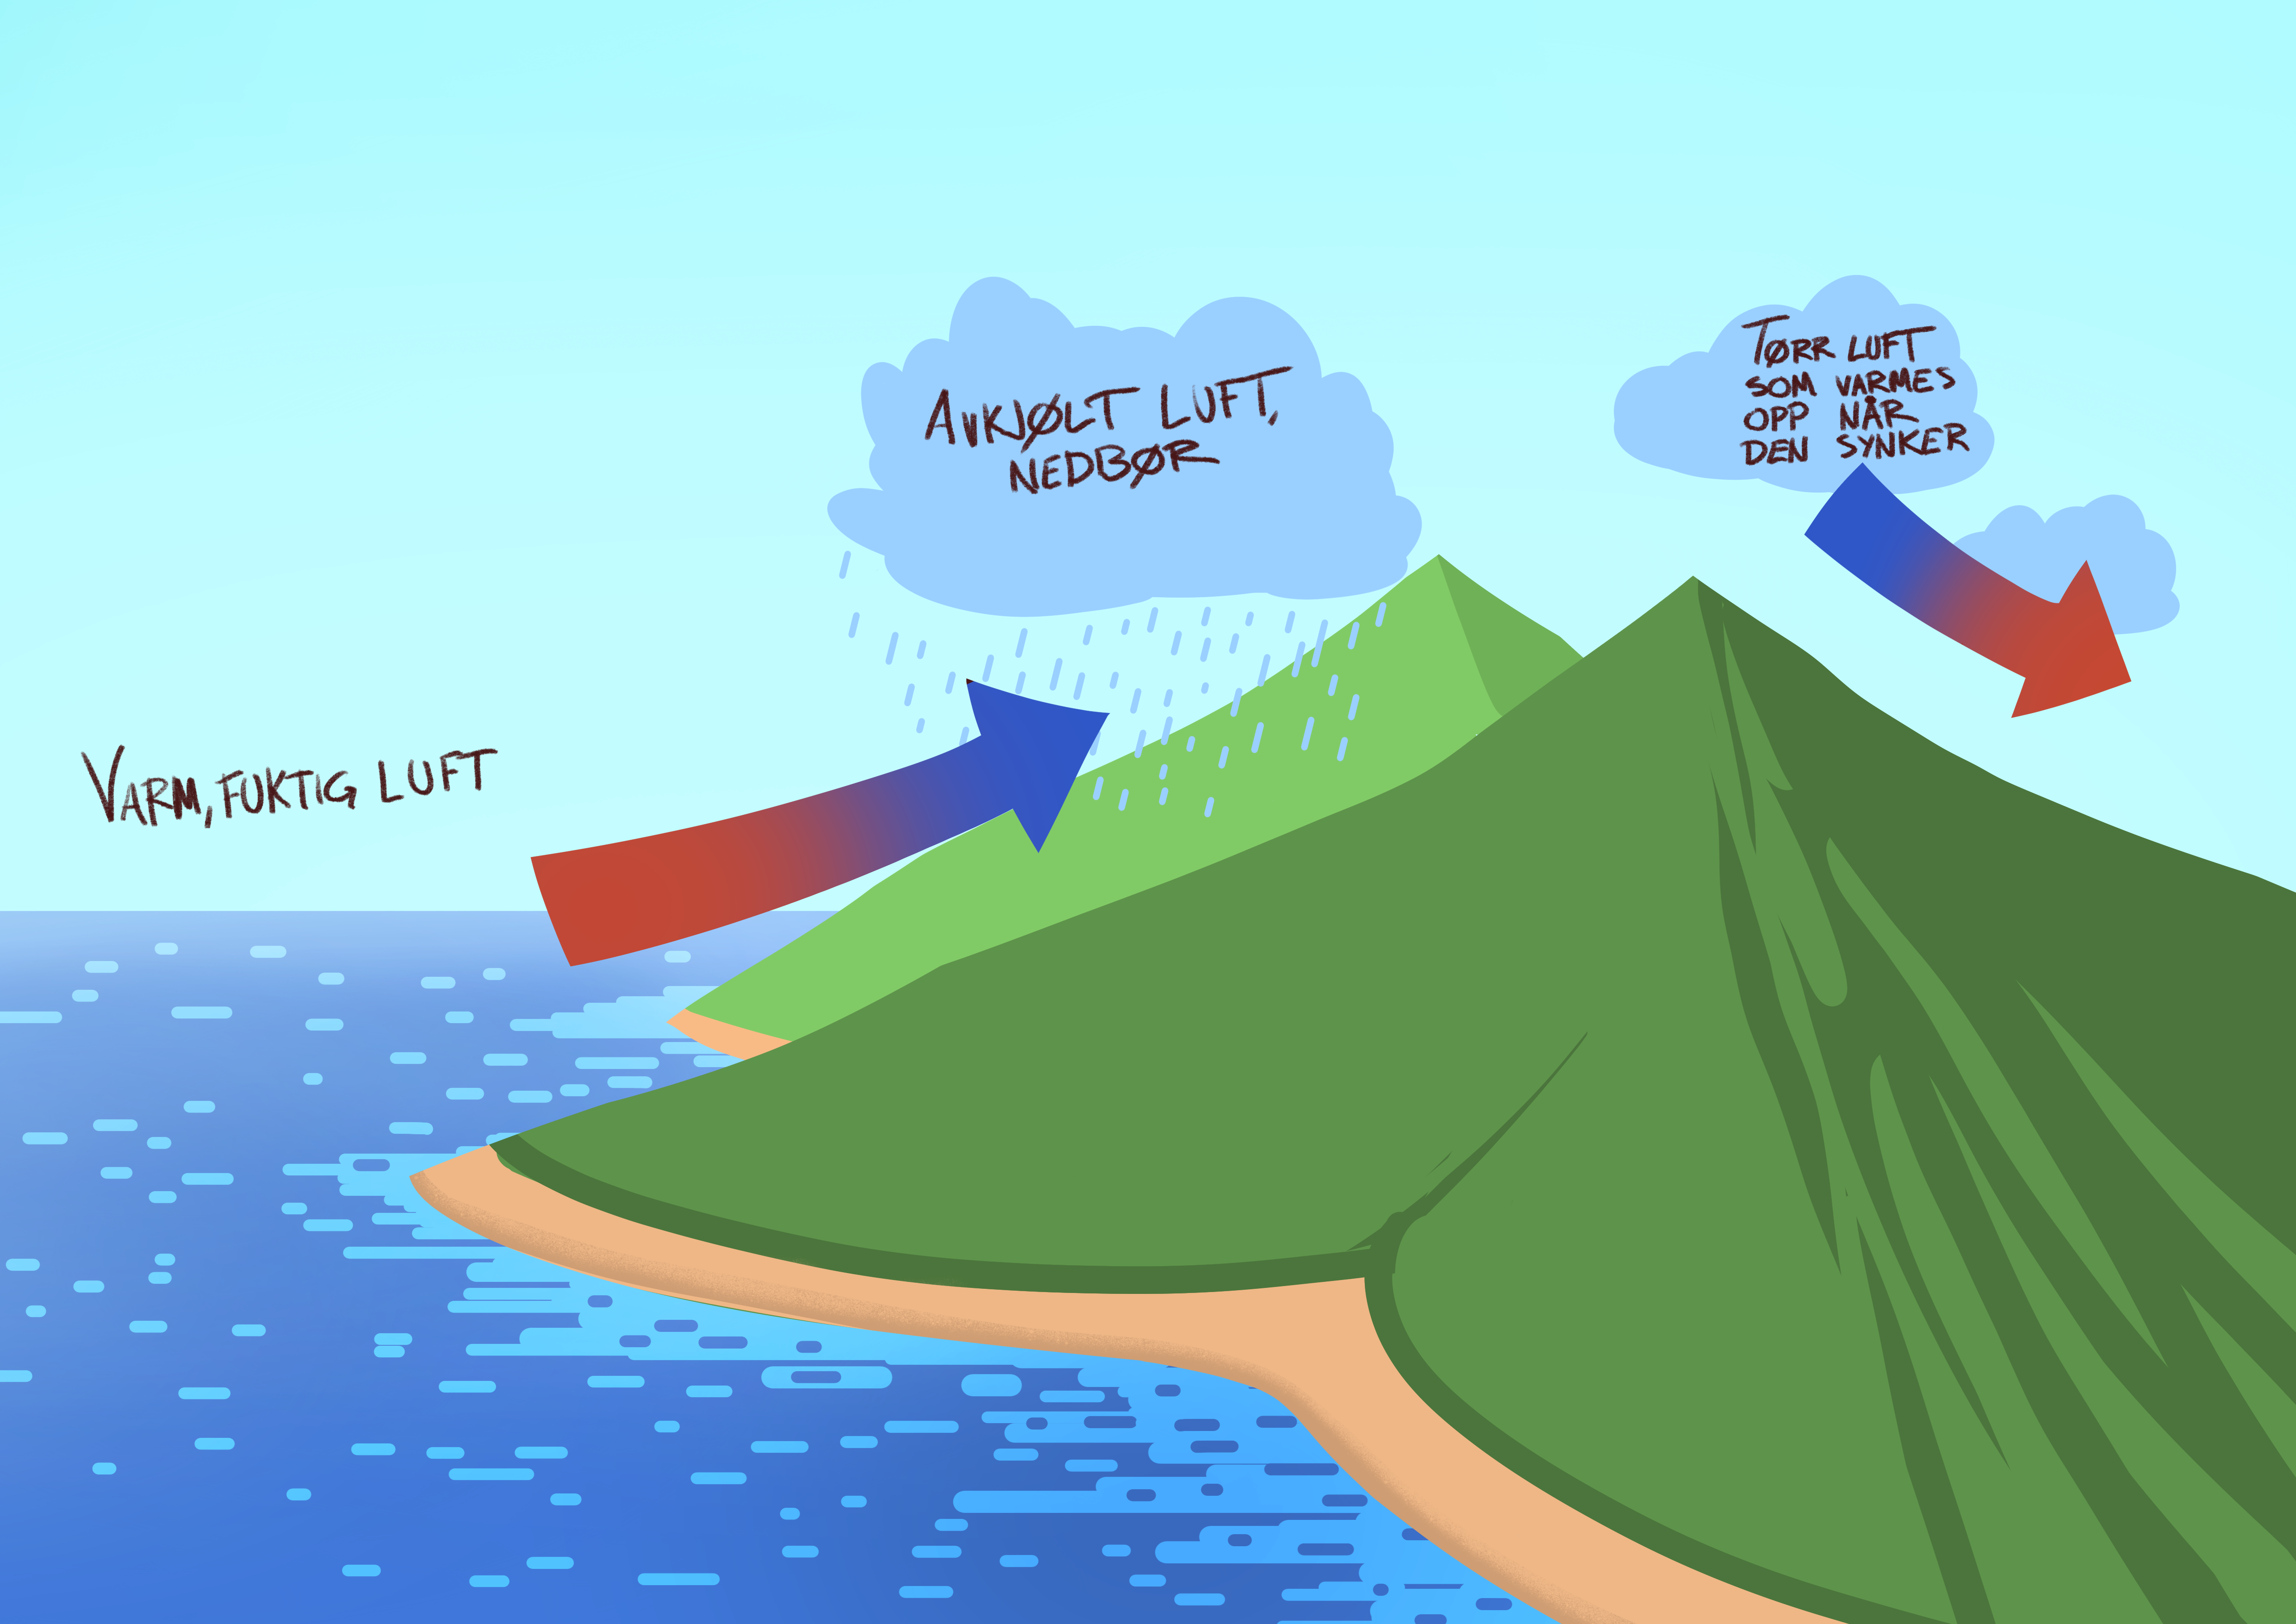 Varm, fuktig luft
Avkjølt luft,
nedbør
Tørr luft
som varmes
opp når
den synker